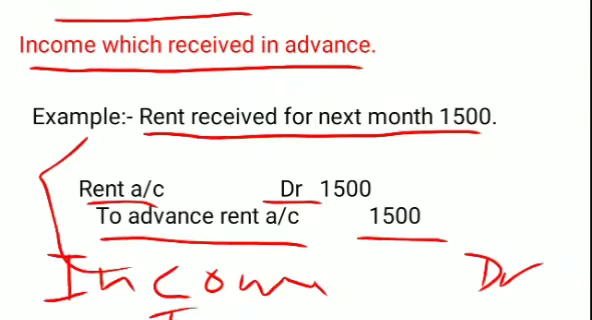 Income which received in advance.
Example:- Rent received for next month 1500.
Rent a/c Dr 1500
To advance rent a/c 1500
Incom Dr